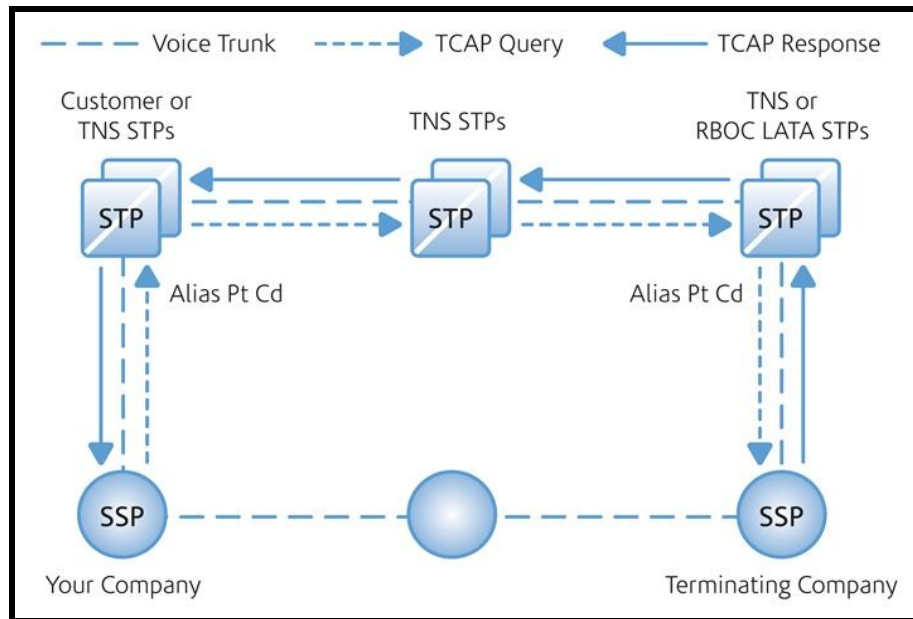 Voice Trunk
TCAP Query
TCAP Response
Customer or
TNS STPs
TNS STPs
TNS or
RBOC LATA STPs
STP
STP
STP
Alias Pt Cd
Alias Pt Cd
SSP
SSP
Your Company
Terminating Company